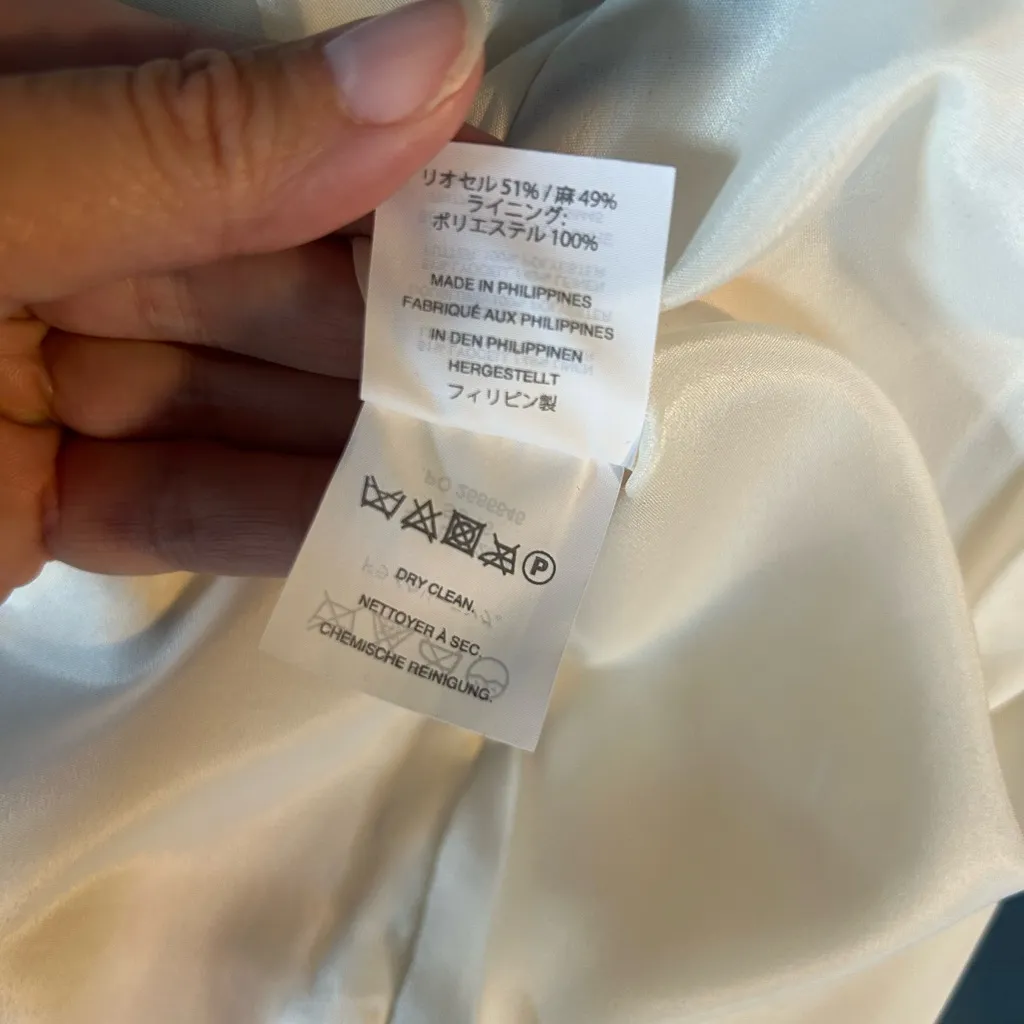 リオセル 51% / 麻 49%
ライニング:
ポリエステル 100%
MADE IN PHILIPPINES
FABRIQUÉ AUX PHILIPPINES
IN DEN PHILIPPINEN
HERGESTELLT
フィリピン製
P
DRY CLEAN.
NETTOYER À SEC.
CHEMISCHE REINIGUNG.